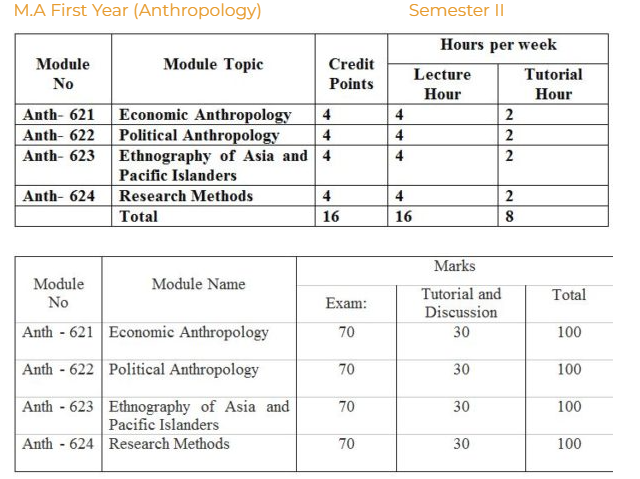 M.A First Year (Anthropology) Semester II
Hours per week
Module No Module Topic Credit Points Lecture Hour Tutorial Hour
Anth- 621 Economic Anthropology 4 4 2
Anth- 622 Political Anthropology 4 4 2
Anth- 623 Ethnography of Asia and 4 4 2
Pacific Islanders
Anth- 624 Research Methods 4 4 2
Total 16 16 8
Marks
Module No Module Name Exam: Tutorial and Discussion Total
Anth - 621 Economic Anthropology 70 30 100
Anth - 622 Political Anthropology 70 30 100
Anth - 623 Ethnography of Asia and 70 30 100
Pacific Islanders
Anth - 624 Research Methods 70 30 100